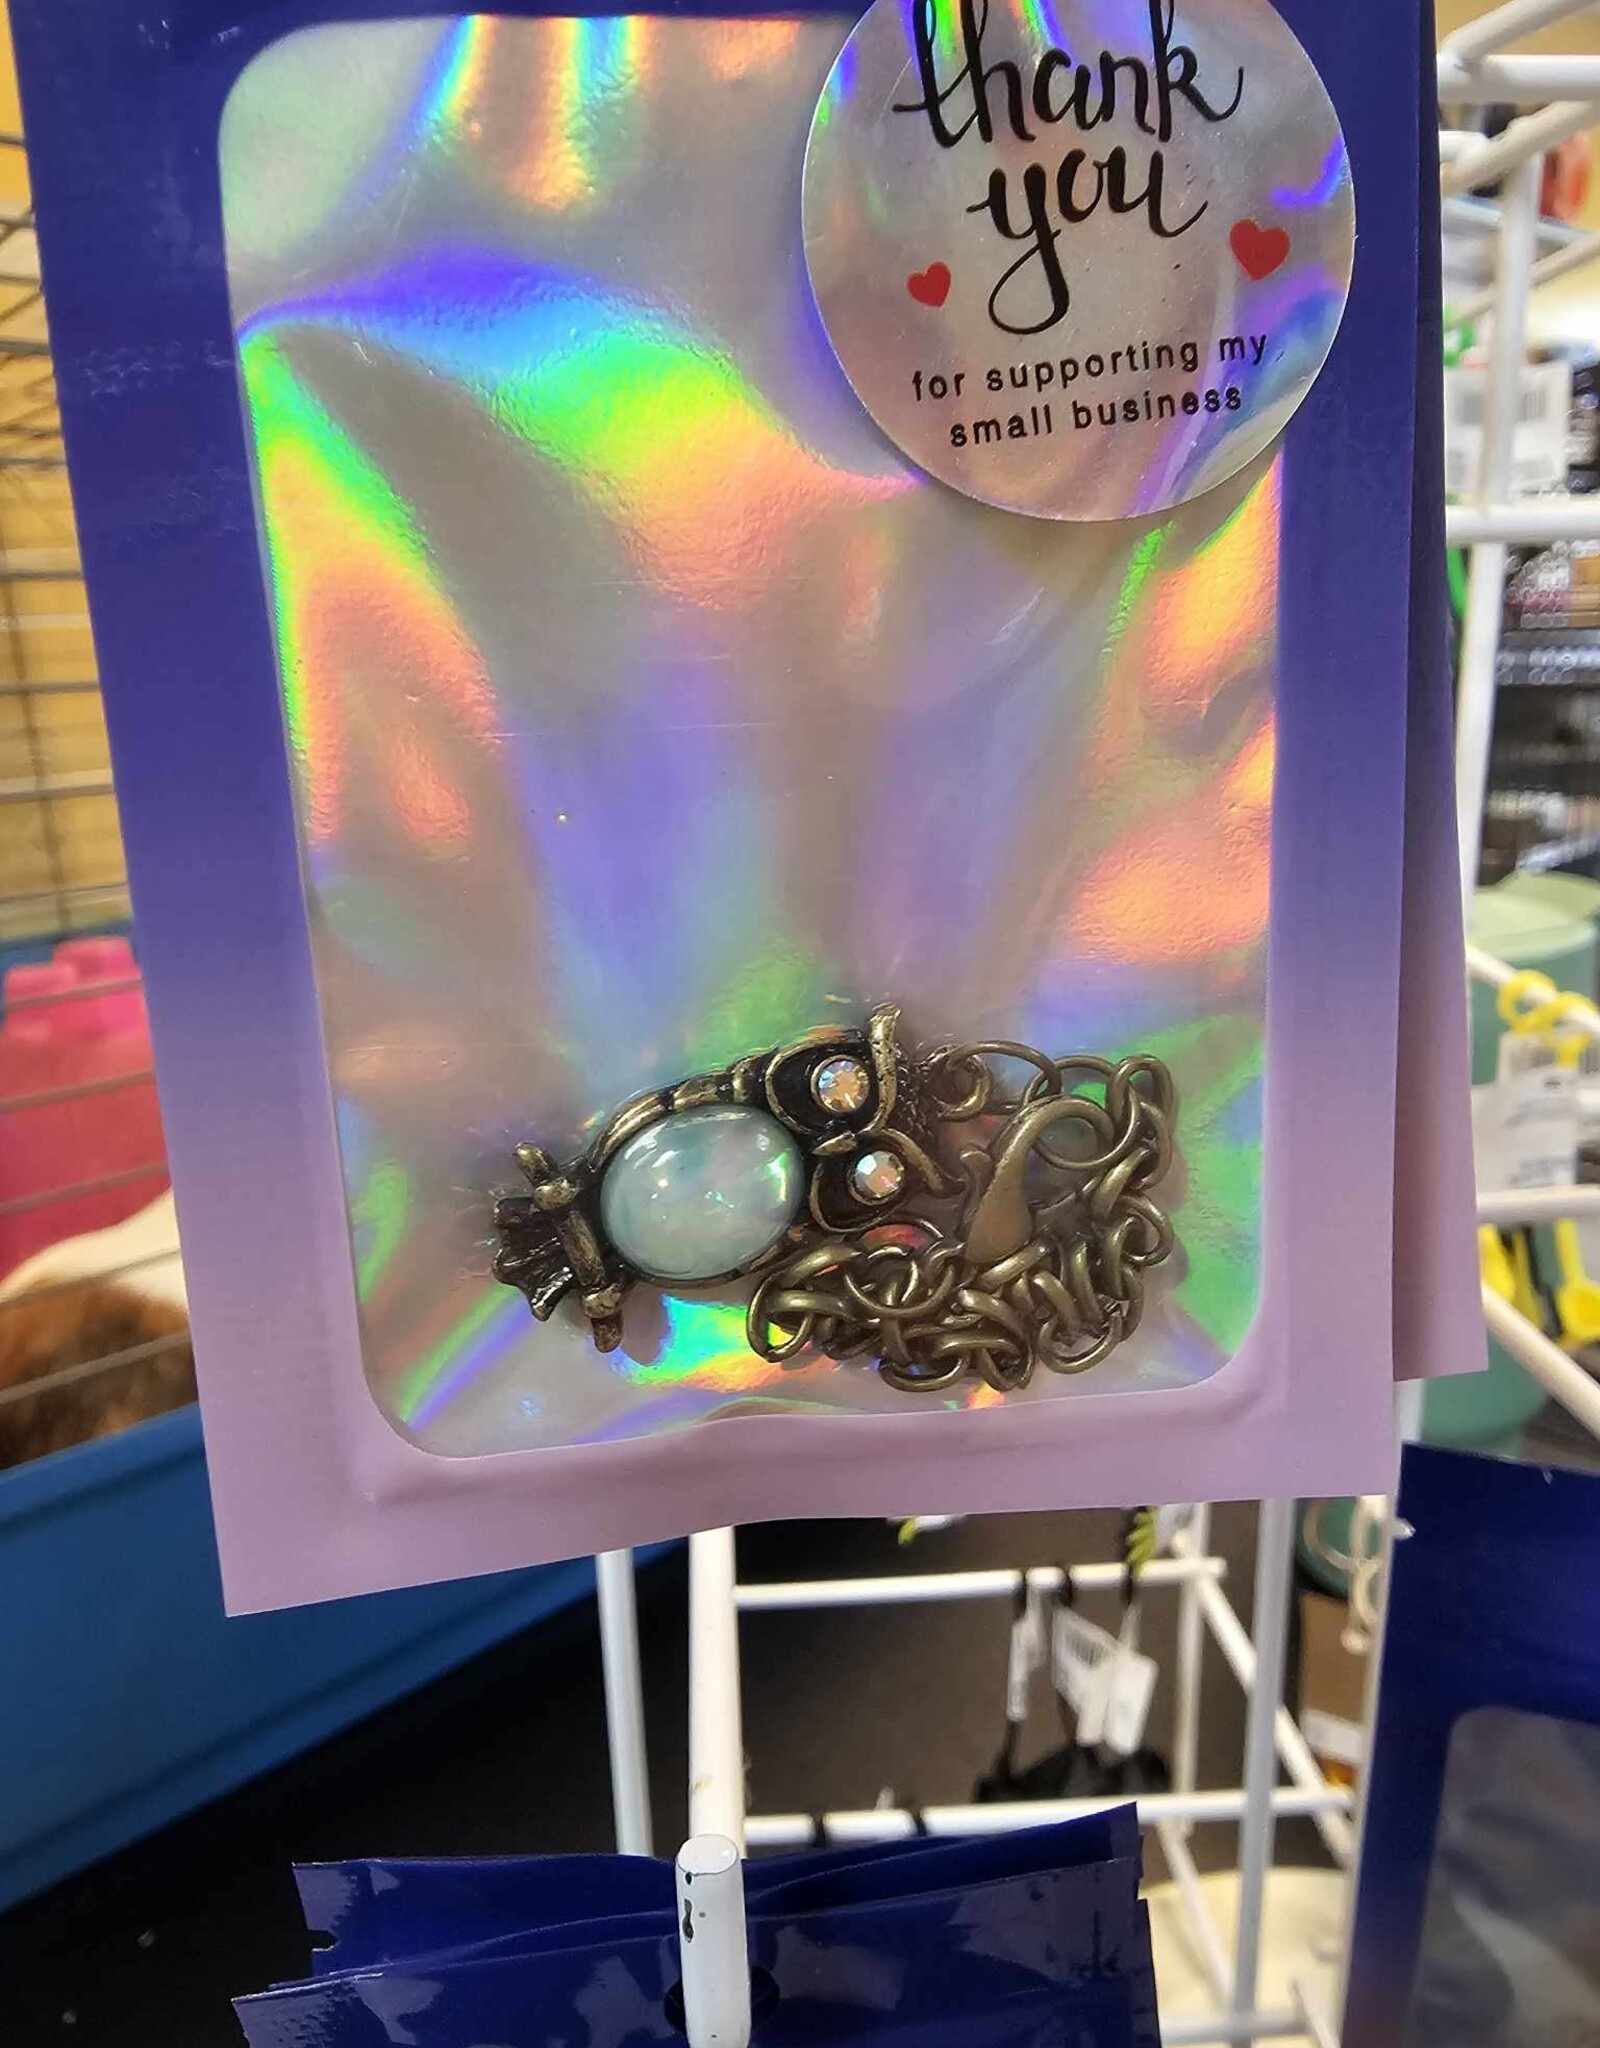 thank
you
for supporting my
small business